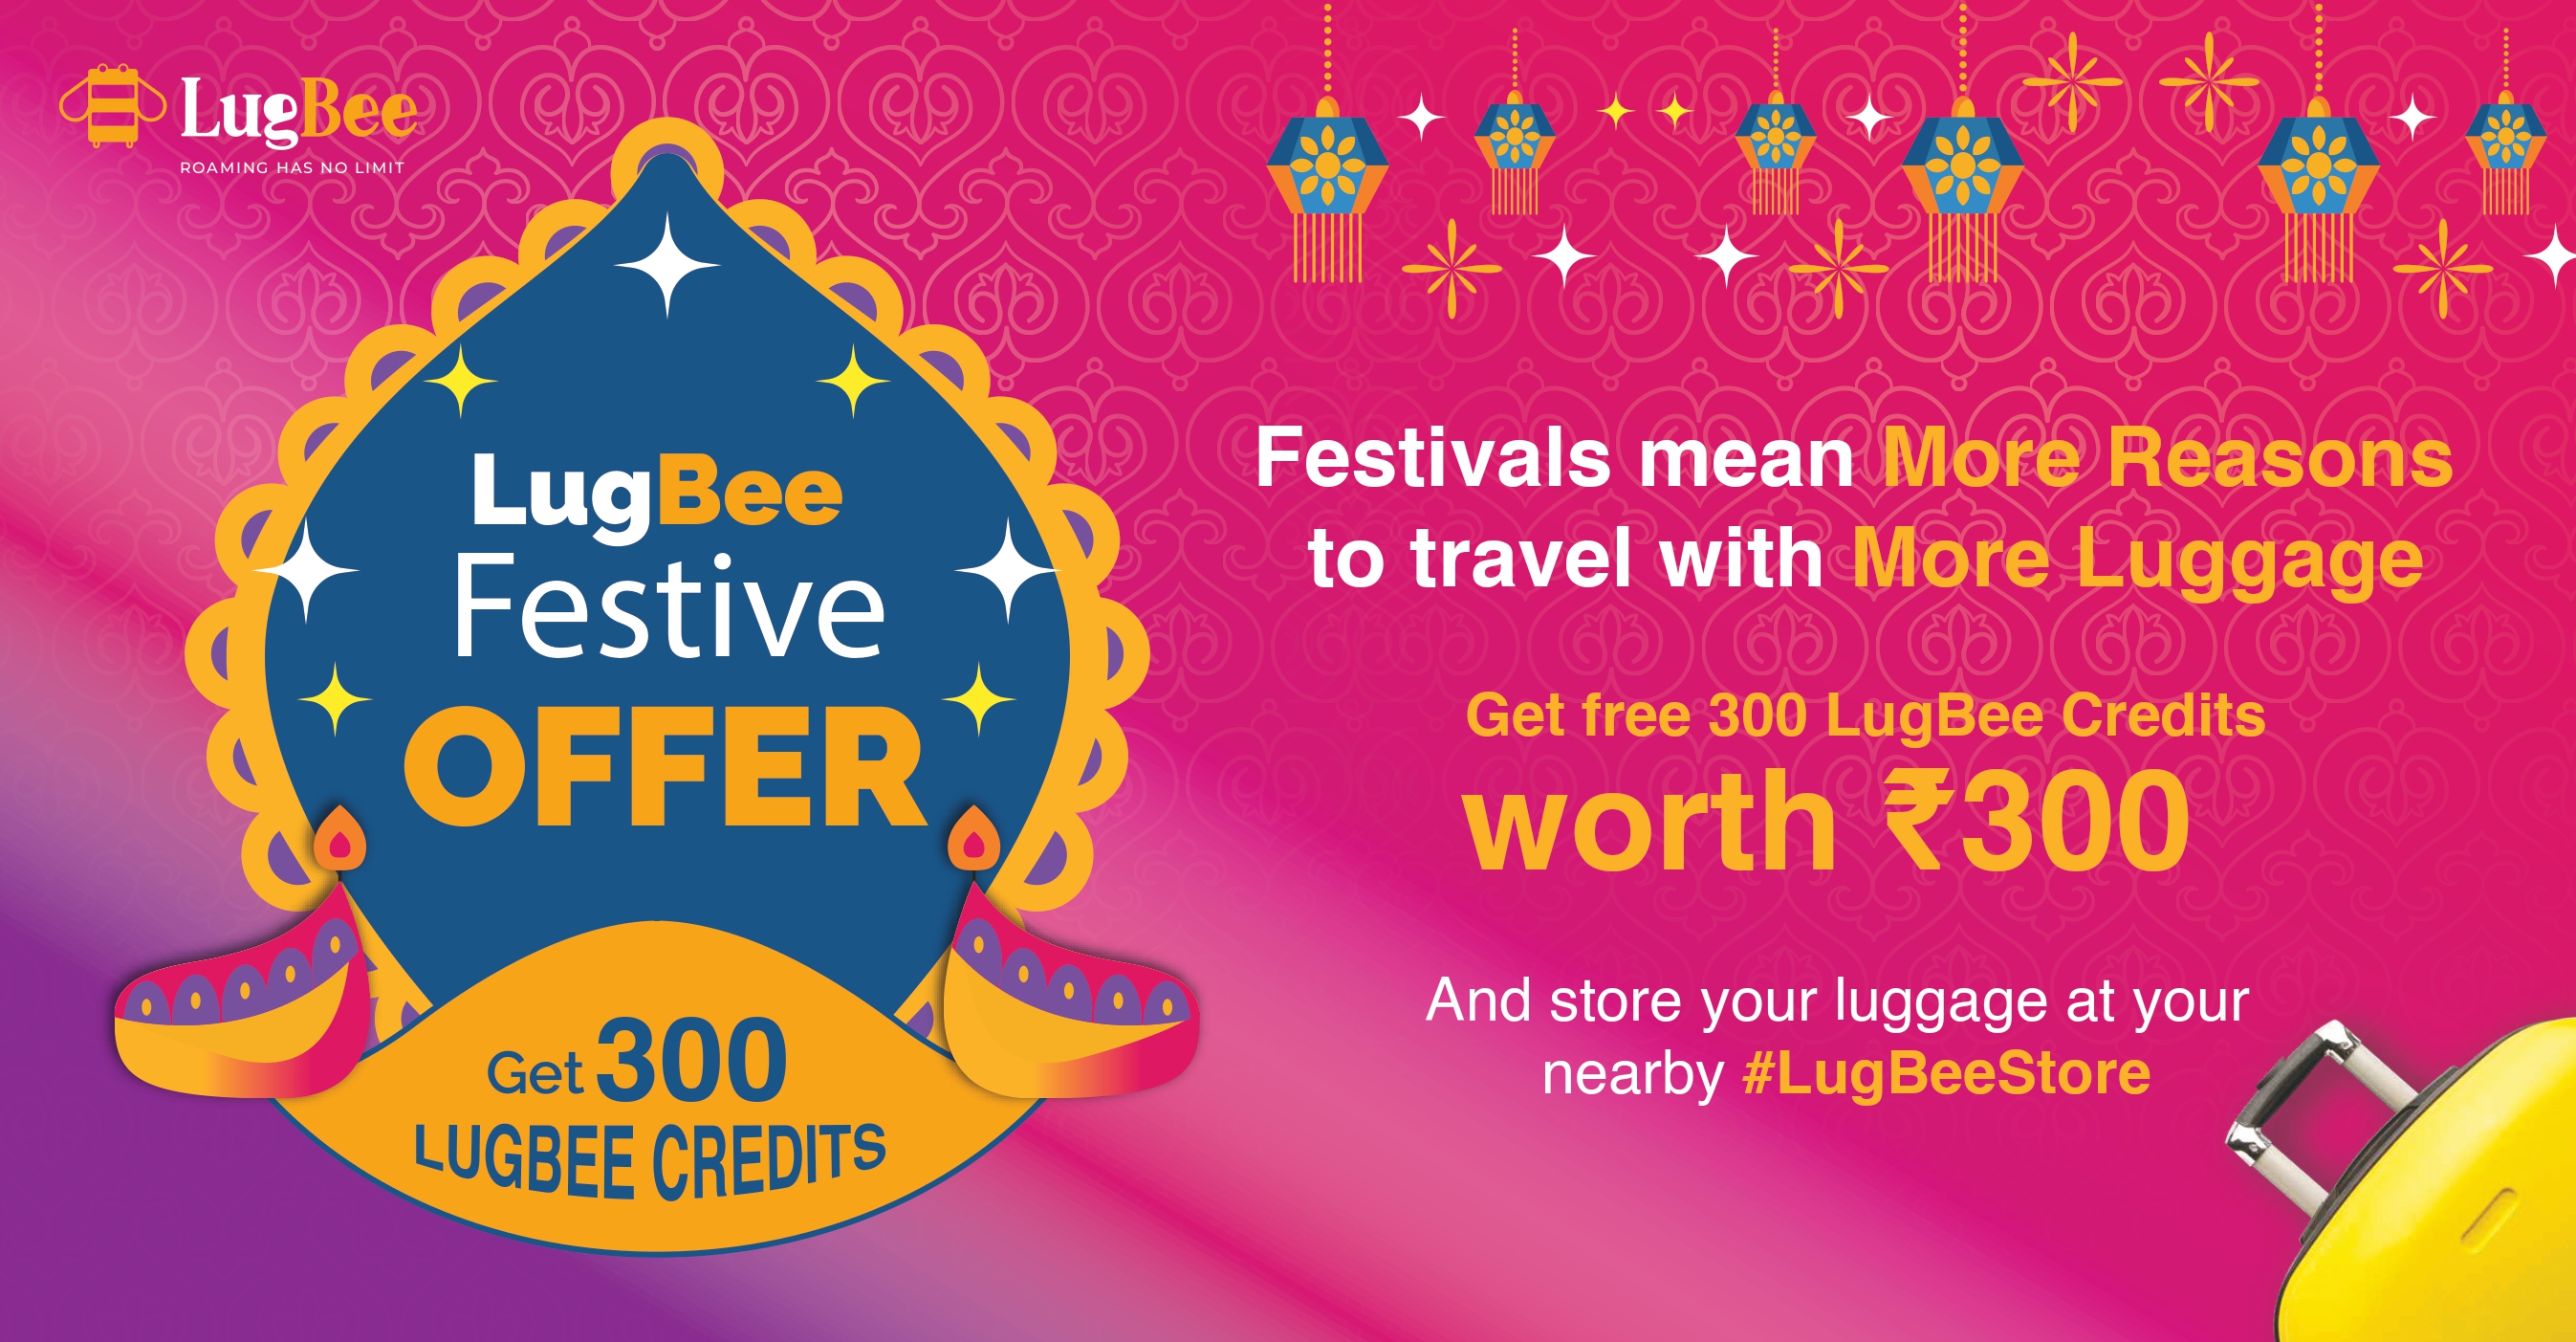 LugBee
ROAMING HAS NO LIMIT
LugBee
Festive
OFFER
Get 300
LUGBEE CREDITS
Festivals mean More Reasons
to travel with More Luggage
Get free 300 LugBee Credits
worth ₹300
And store your luggage at your
nearby #LugBeeStore